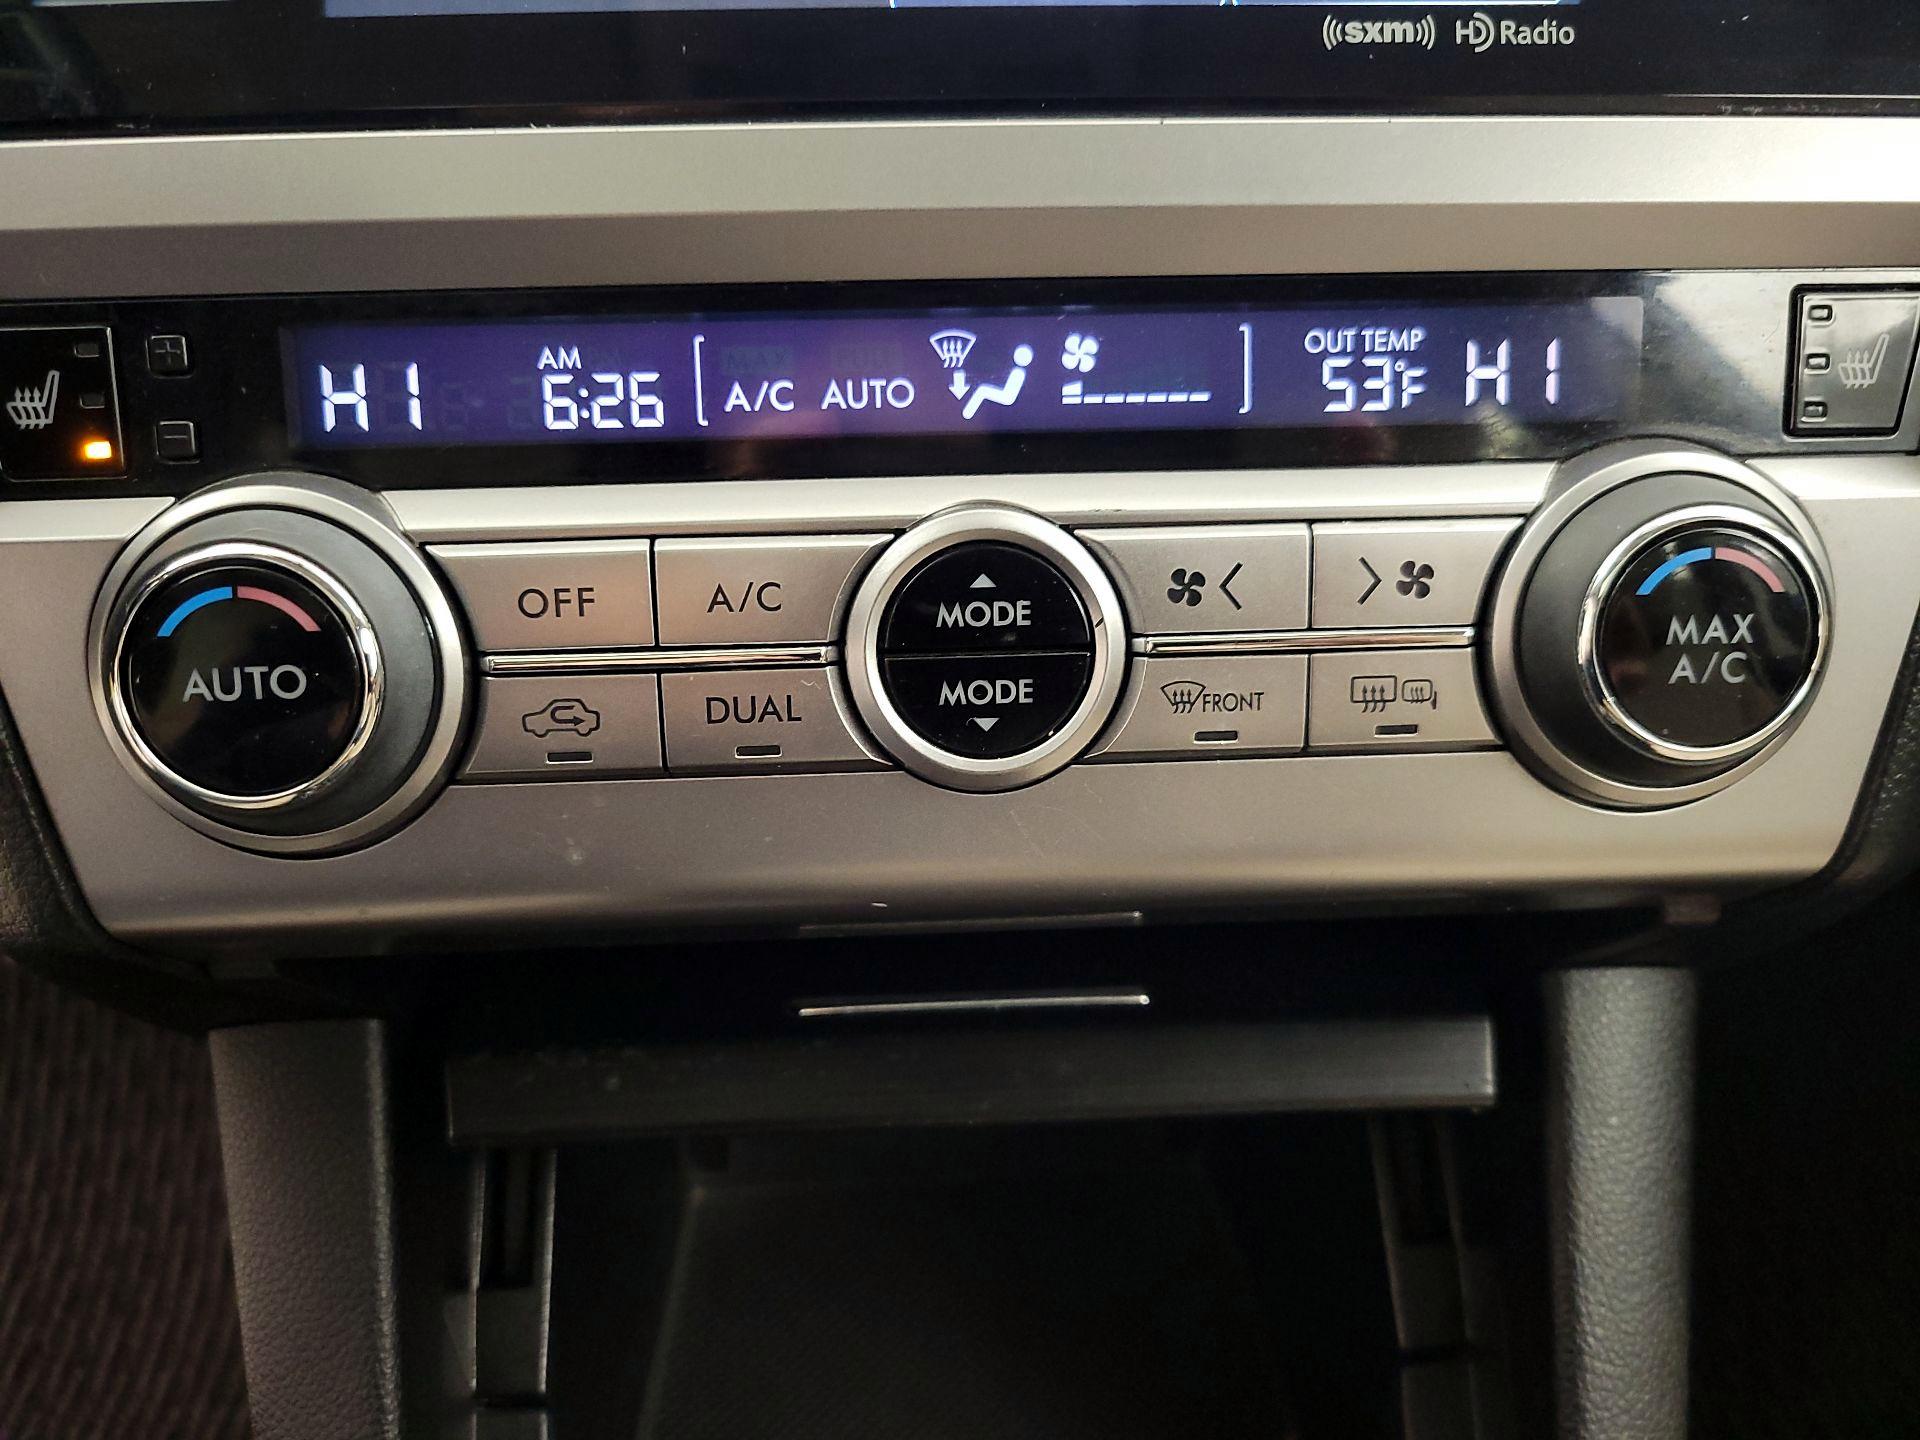 sxm HD Radio
HI AM 6:26 A/C AUTO OUT TEMP 53°F HI
OFF A/C MODE
AUTO MODE MAX A/C
DUAL FRONT